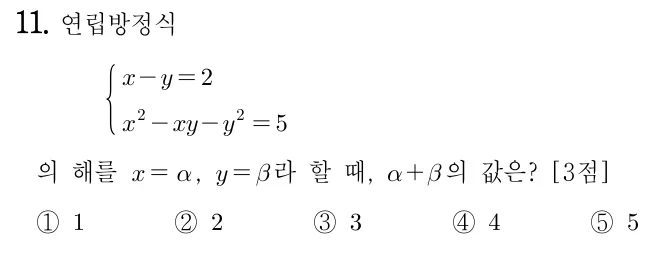 11. 연립방정식
x-y=2
x²-xy-y²=5
의 해를 x=α, y=β라 할 때, α+β의 값은? [3점]
① 1 ② 2 ③ 3 ④ 4 ⑤ 5